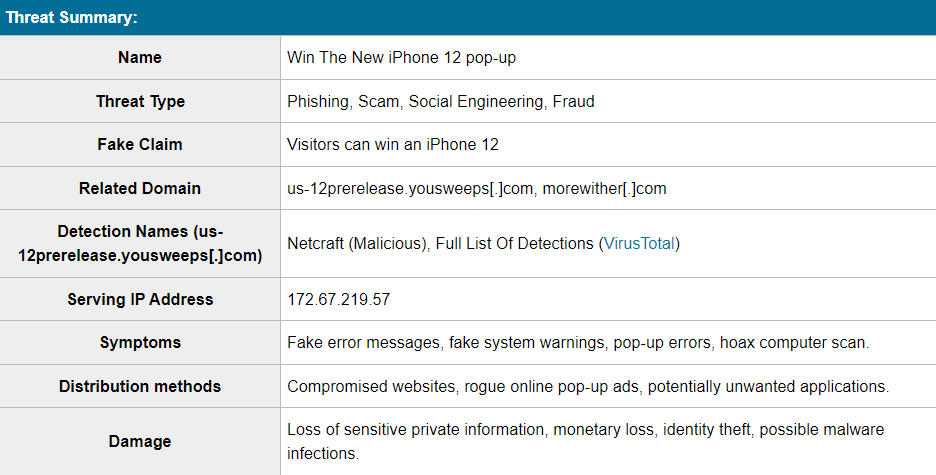 Threat Summary:
Name
Win The New iPhone 12 pop-up
Threat Type
Phishing, Scam, Social Engineering, Fraud
Fake Claim
Visitors can win an iPhone 12
Related Domain
us-12prerelease.yousweeps[.]com, morewither[.]com
Detection Names (us-
12prerelease.yousweeps[.]com)
Netcraft (Malicious), Full List Of Detections (VirusTotal)
Serving IP Address
172.67.219.57
Symptoms
Fake error messages, fake system warnings, pop-up errors, hoax computer scan.
Distribution methods
Compromised websites, rogue online pop-up ads, potentially unwanted applications.
Damage
Loss of sensitive private information, monetary loss, identity theft, possible malware
infections.